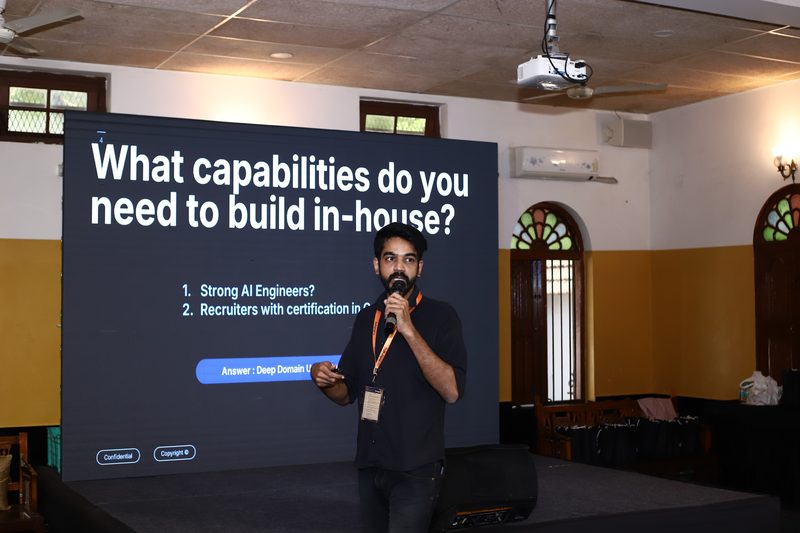 4
What capabilities do you
need to build in-house?
1. Strong AI Engineers?
2. Recruiters with certification in
Answer : Deep Domain
Confidential
Copyright ©